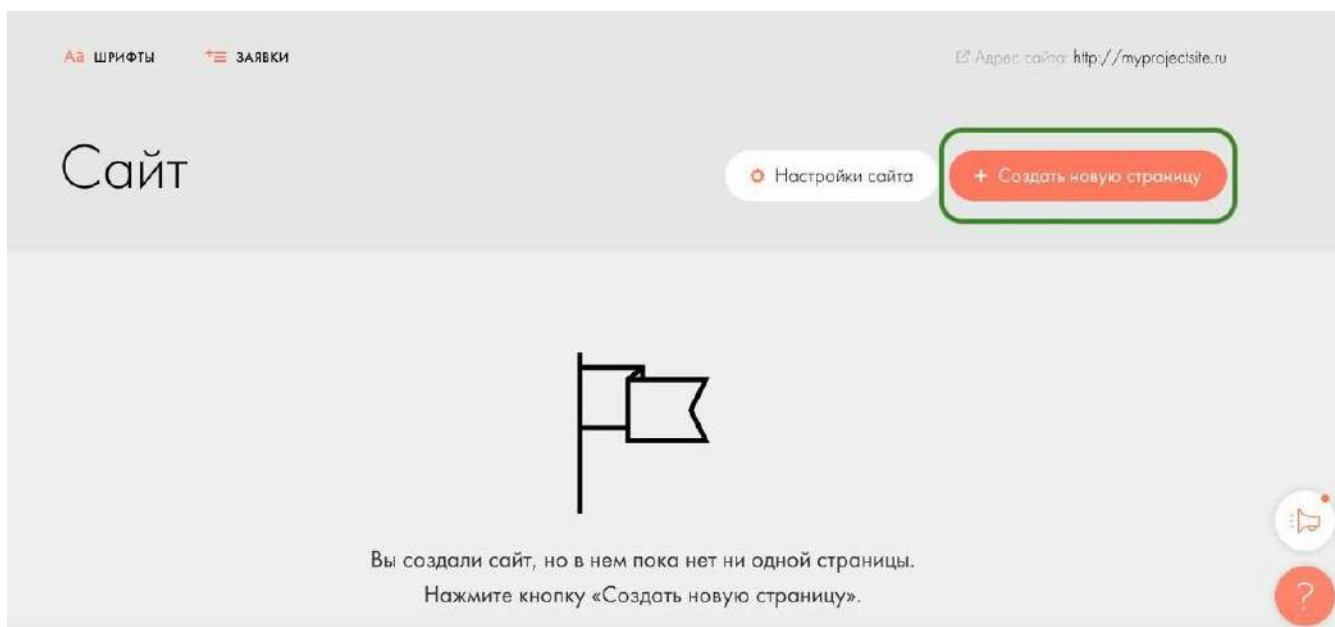 Aa ШРИФТЫ
ЗАЯВКИ
Адрес сайта: http://myprojectsite.ru
Сайт
Настройки сайта
+ Создать новую страницу
Вы создали сайт, но в нем пока нет ни одной страницы.
Нажмите кнопку «Создать новую страницу».
?